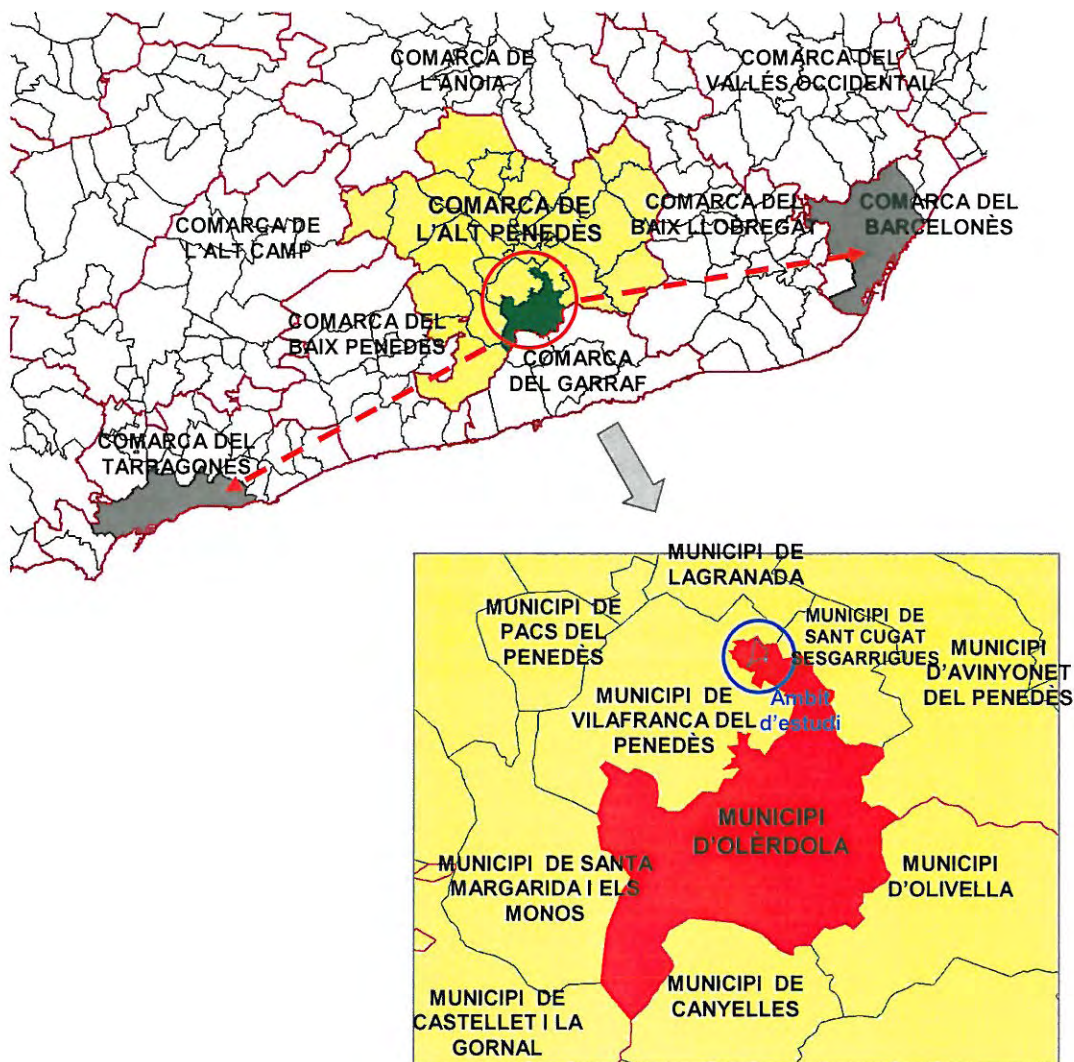 COMARCA DE
L'ANOIA
COMARCA DEL
VALLÉS OCCIDENTAL
COMARCA DE
L'ALT PENEDÈS
COMARCA DEL
BAIX LLOBREGAT
COMARCA DEL
BARCELONÈS
COMARCA DE
L'ALT CAMP
COMARCA DEL
BAIX PENEDÈS
COMARCA
DEL GARRAF
COMARCA DEL
TARRAGONÈS
MUNICIPI DE
LAGRANADA
MUNICIPI DE
PACS DEL
PENEDÈS
MUNICIPI DE
SANT CUGAT
SESGARRIGUES
MUNICIPI
D'AVINYONET
DEL PENEDÈS
Àmbit
d'estudi
MUNICIPI DE
VILAFRANCA DEL
PENEDÈS
MUNICIPI
D'OLÈRDOLA
MUNICIPI DE SANTA
MARGARIDA I ELS
MONOS
MUNICIPI
D'OLIVELLA
MUNICIPI DE
CANYELLES
MUNICIPI DE
CASTELLET I LA
GORNAL